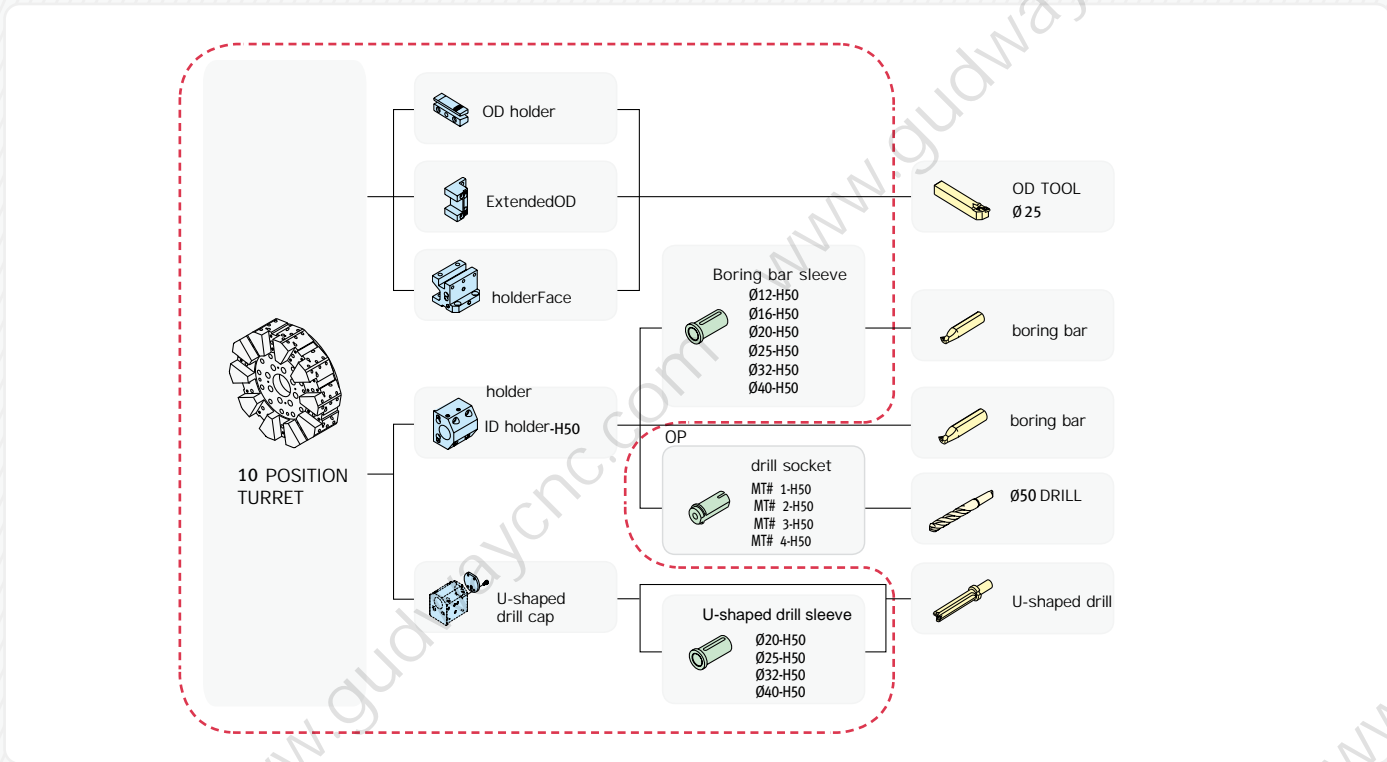 10 POSITION
TURRET
OD holder
ExtendedOD
holderFace
holder
ID holder-H50
U-shaped
drill cap
Boring bar sleeve
Ø12-H50
Ø16-H50
Ø20-H50
Ø25-H50
Ø32-H50
Ø40-H50
OP
drill socket
MT# 1-H50
MT# 2-H50
MT# 3-H50
MT# 4-H50
U-shaped drill sleeve
Ø20-H50
Ø25-H50
Ø32-H50
Ø40-H50
OD TOOL
Ø 25
boring bar
boring bar
Ø50 DRILL
U-shaped drill
www.gudwaycnc.com
www.gudway